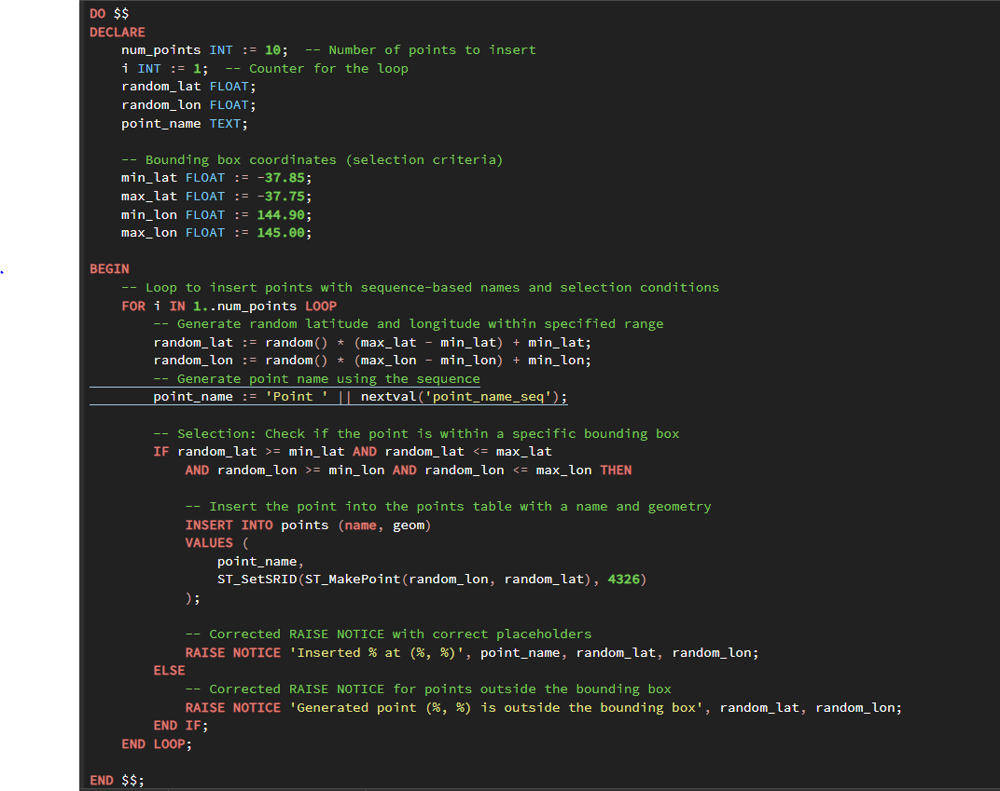 DO $$
DECLARE
    num_points INT := 10;  -- Number of points to insert
    i INT := 1;  -- Counter for the loop
    random_lat FLOAT;
    random_lon FLOAT;
    point_name TEXT;

    -- Bounding box coordinates (selection criteria)
    min_lat FLOAT := -37.85;
    max_lat FLOAT := -37.75;
    min_lon FLOAT := 144.90;
    max_lon FLOAT := 145.00;

BEGIN
    -- Loop to insert points with sequence-based names and selection conditions
    FOR i IN 1..num_points LOOP
        -- Generate random latitude and longitude within specified range
        random_lat := random() * (max_lat - min_lat) + min_lat;
        random_lon := random() * (max_lon - min_lon) + min_lon;
        -- Generate point name using the sequence
        point_name := 'Point ' || nextval('point_name_seq');

        -- Selection: Check if the point is within a specific bounding box
        IF random_lat >= min_lat AND random_lat <= max_lat
            AND random_lon >= min_lon AND random_lon <= max_lon THEN

            -- Insert the point into the points table with a name and geometry
            INSERT INTO points (name, geom)
            VALUES (
                point_name,
                ST_SetSRID(ST_MakePoint(random_lon, random_lat), 4326)
            );

            -- Corrected RAISE NOTICE with correct placeholders
            RAISE NOTICE 'Inserted % at (%, %)', point_name, random_lat, random_lon;
        ELSE
            -- Corrected RAISE NOTICE for points outside the bounding box
            RAISE NOTICE 'Generated point (%, %) is outside the bounding box', random_lat, random_lon;
        END IF;
    END LOOP;

END $$;